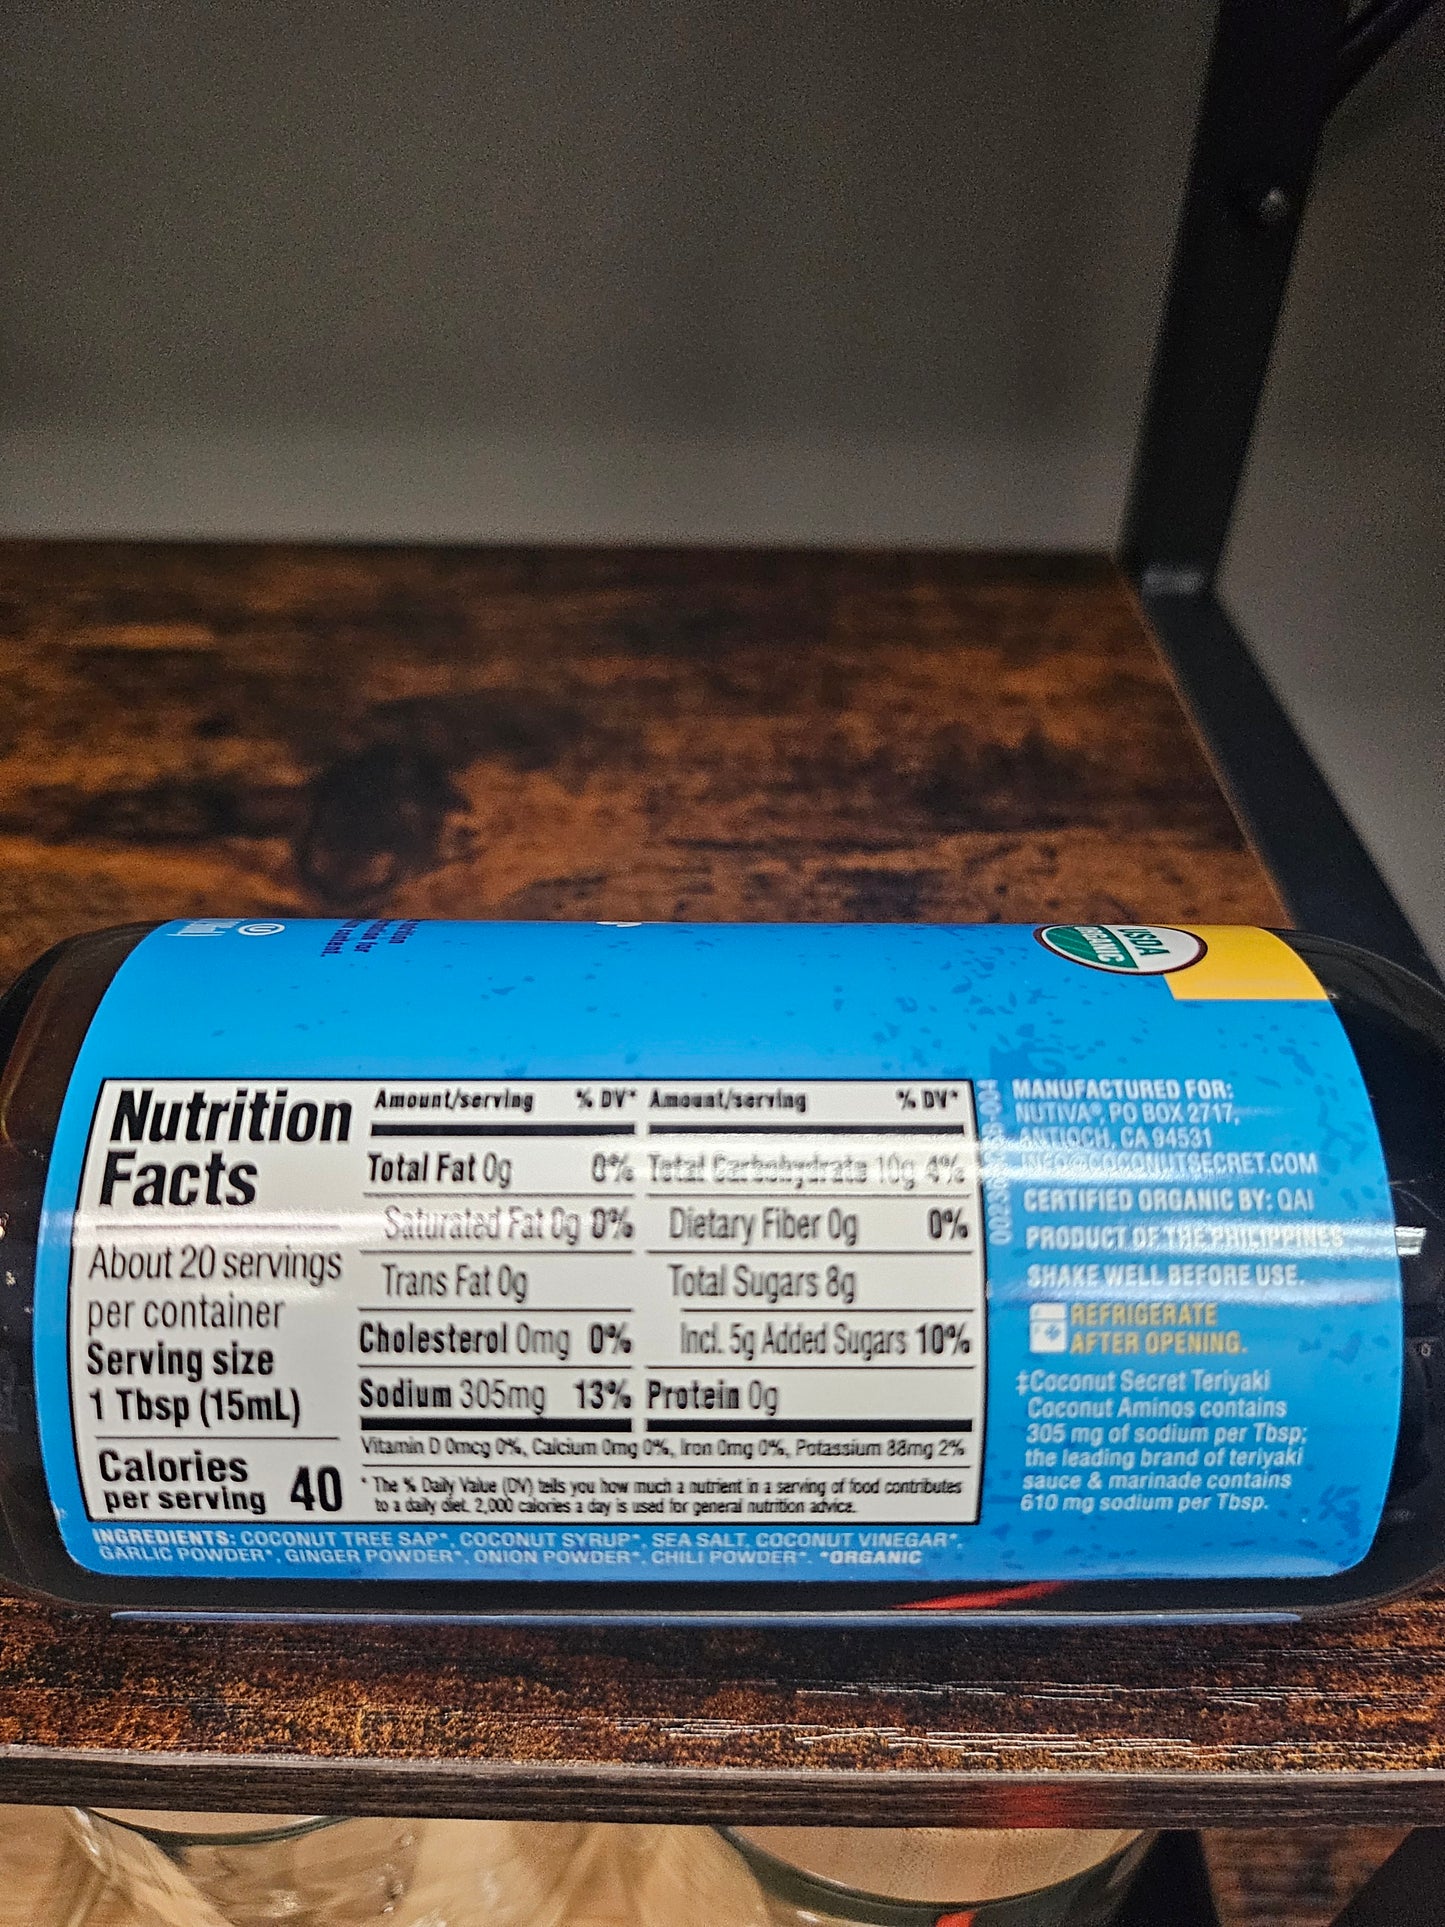 USDA
ORGANIC
Nutrition
Facts
About 20 servings
per container
Serving size
1 Tbsp (15mL)
Calories
per serving 40
Amount/serving % DV*
Total Fat 0g 0%
Saturated Fat 0g 0%
Trans Fat 0g
Cholesterol 0mg 0%
Sodium 305mg 13%
Amount/serving % DV*
Total Carbohydrate 10g 4%
Dietary Fiber 0g 0%
Total Sugars 8g
Incl. 5g Added Sugars 10%
Protein 0g
Vitamin D 0mcg 0%, Calcium 0mg 0%, Iron 0mg 0%, Potassium 88mg 2%
* The % Daily Value (DV) tells you how much a nutrient in a serving of food contributes
to a daily diet. 2,000 calories a day is used for general nutrition advice.
INGREDIENTS: COCONUT TREE SAP*, COCONUT SYRUP*, SEA SALT, COCONUT VINEGAR*,
GARLIC POWDER*, GINGER POWDER*, ONION POWDER*, CHILI POWDER*. *ORGANIC
MANUFACTURED FOR:
NUTIVA®, PO BOX 2717,
ANTIOCH, CA 94531
INFO@COCONUTSECRET.COM
CERTIFIED ORGANIC BY: QAI
PRODUCT OF THE PHILIPPINES
SHAKE WELL BEFORE USE.
REFRIGERATE
AFTER OPENING.
‡Coconut Secret Teriyaki
Coconut Aminos contains
305 mg of sodium per Tbsp;
the leading brand of teriyaki
sauce & marinade contains
610 mg sodium per Tbsp.